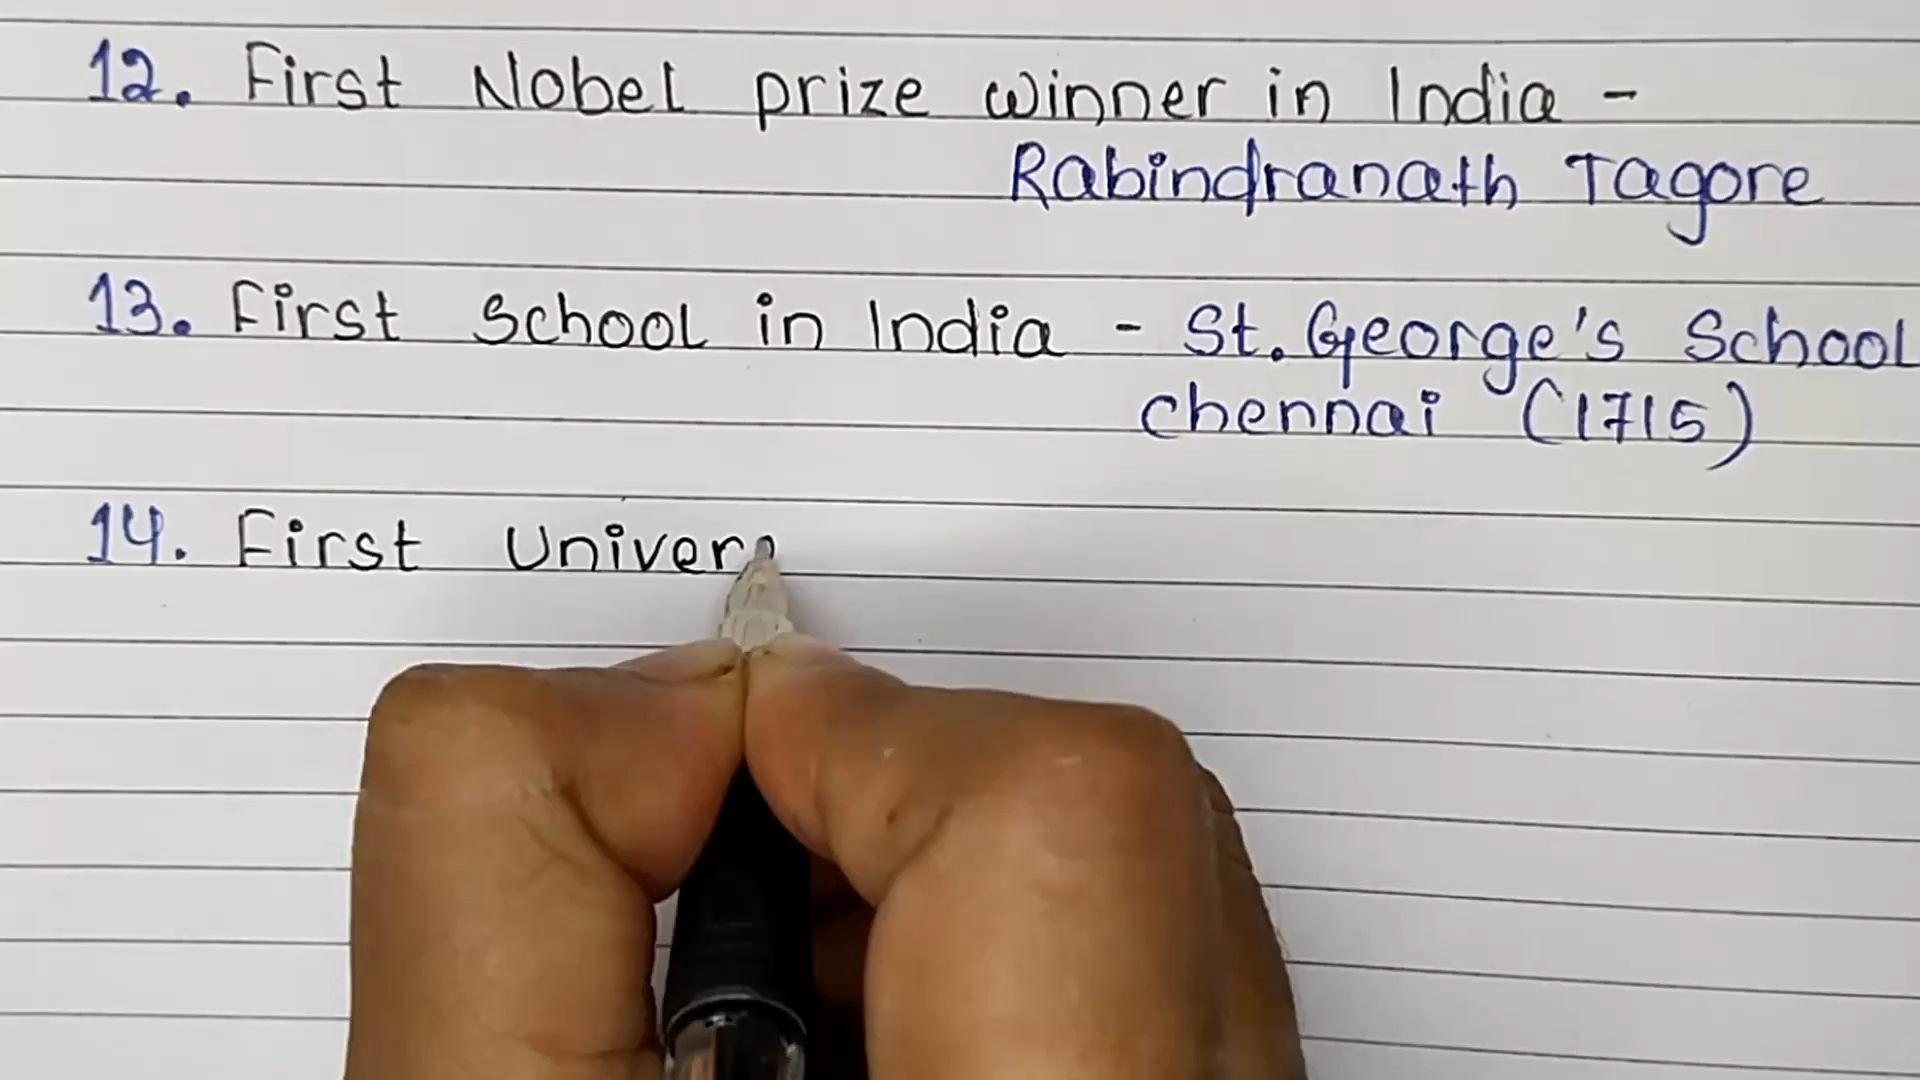 12. First Nobel prize winner in India -
Rabindranath Tagore
13. First School in India - St. George's School
Chennai (1715)
14. First Univers